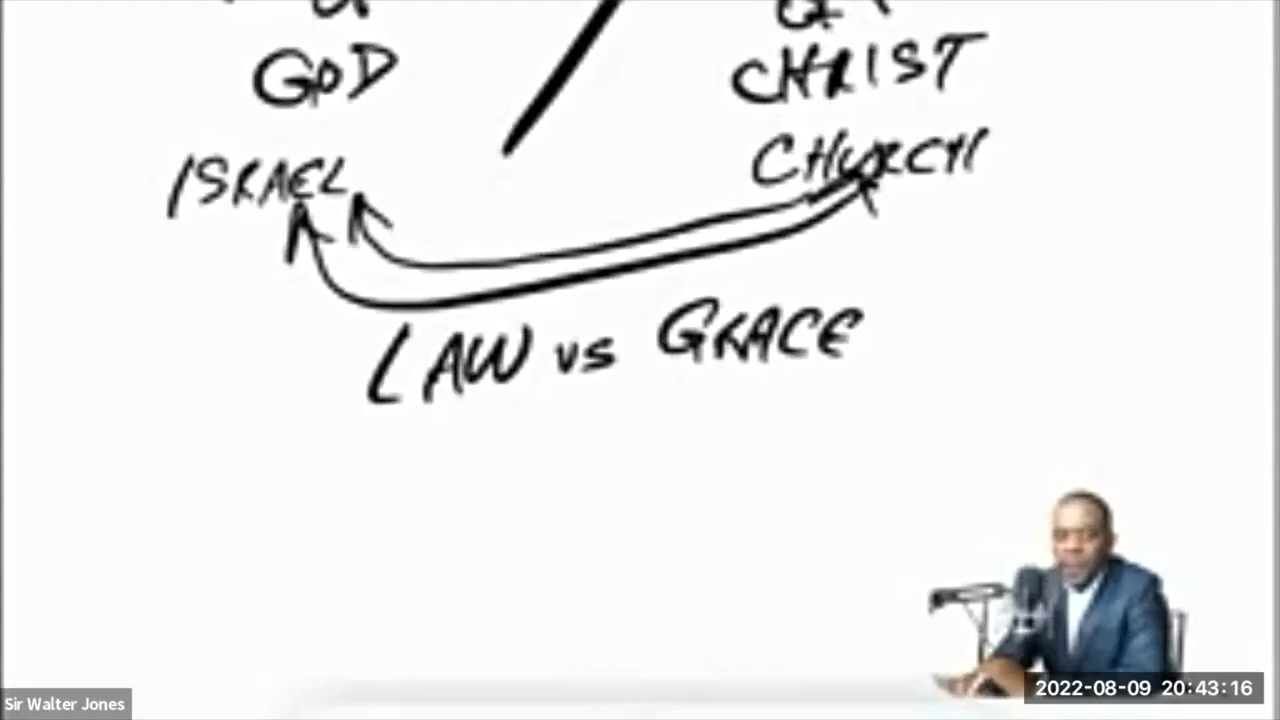 GOD
CHRIST
ISRAEL
CHURCH
LAW vs GRACE
Sir Walter Jones
2022-08-09 20:43:16